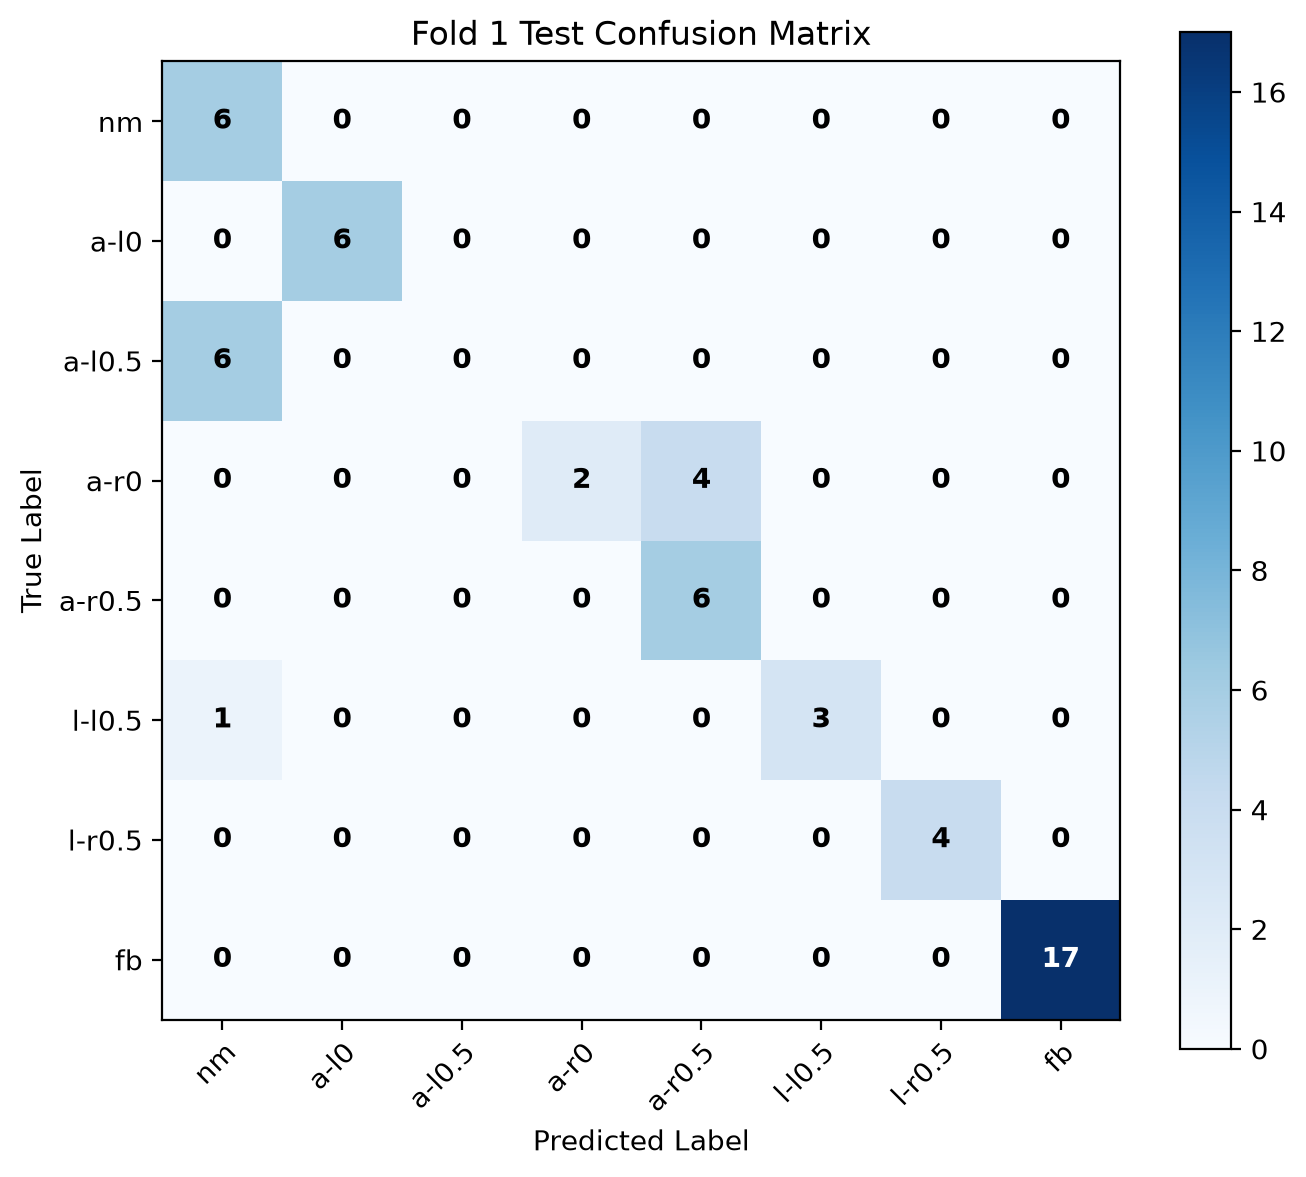 Fold 1 Test Confusion Matrix
True Label
nm 6 0 0 0 0 0 0 0
a-l0 0 6 0 0 0 0 0 0
a-l0.5 6 0 0 0 0 0 0 0
a-r0 0 0 0 2 4 0 0 0
a-r0.5 0 0 0 0 6 0 0 0
l-l0.5 1 0 0 0 0 3 0 0
l-r0.5 0 0 0 0 0 0 4 0
fb 0 0 0 0 0 0 0 17
nm a-l0 a-l0.5 a-r0 a-r0.5 l-l0.5 l-r0.5 fb
Predicted Label
16
14
12
10
8
6
4
2
0